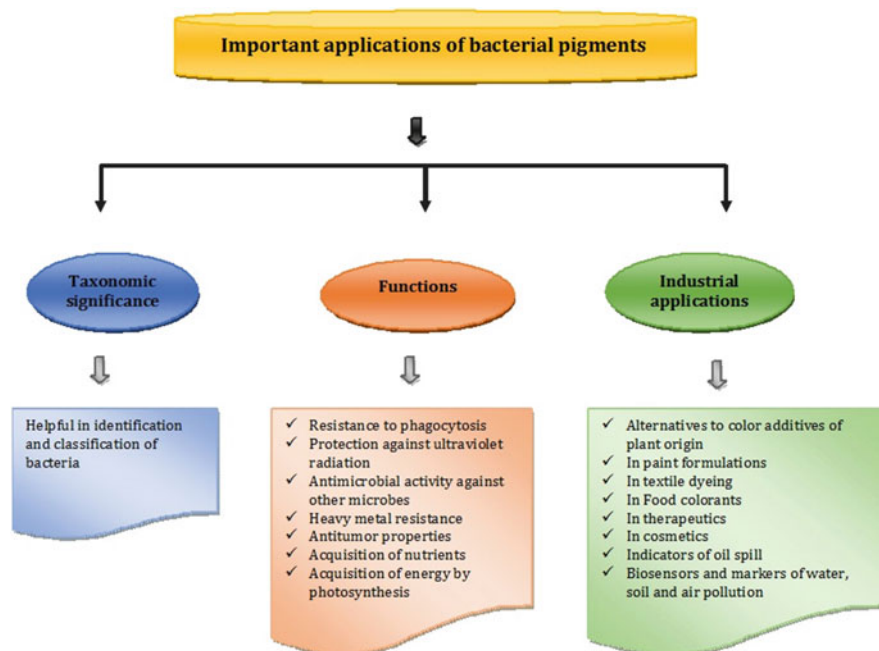 Important applications of bacterial pigments
Taxonomic
significance
Functions
Industrial
applications
Helpful in identification
and classification of
bacteria
✓ Resistance to phagocytosis
✓ Protection against ultraviolet
radiation
✓ Antimicrobial activity against
other microbes
✓ Heavy metal resistance
✓ Antitumor properties
✓ Acquisition of nutrients
✓ Acquisition of energy by
photosynthesis
✓ Alternatives to color additives of
plant origin
✓ In paint formulations
✓ In textile dyeing
✓ In Food colorants
✓ In therapeutics
✓ In cosmetics
✓ Indicators of oil spill
✓ Biosensors and markers of water,
soil and air pollution